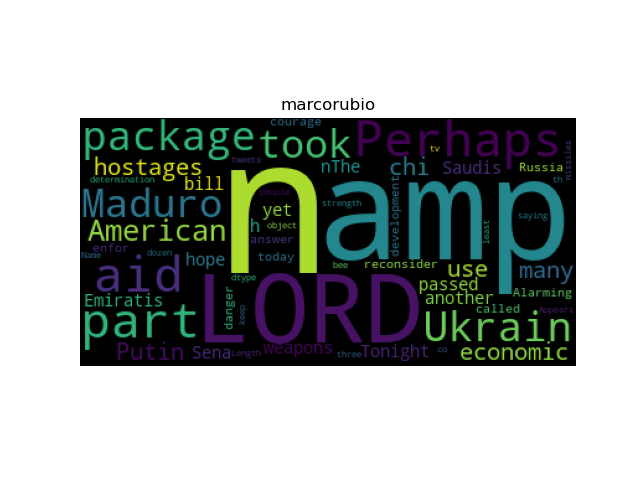 marcorubio
courage
package
took
Perhaps
tv
missiles
hostages
tweets
nThe
chi
Saudis
Russia
determination
bill
n
amp
th
people
strength
development
Maduro
yet
object
saying
American
h
answer
least
enfor
hope
today
bee
reconsider
use
many
Name
dozen
aid
dtype
passed
Emiratis
danger
keep
LORD
another
called
Alarming
Appears
part
Ukrain
Putin
Sena
Length
weapons
three
Tonight
co
economic